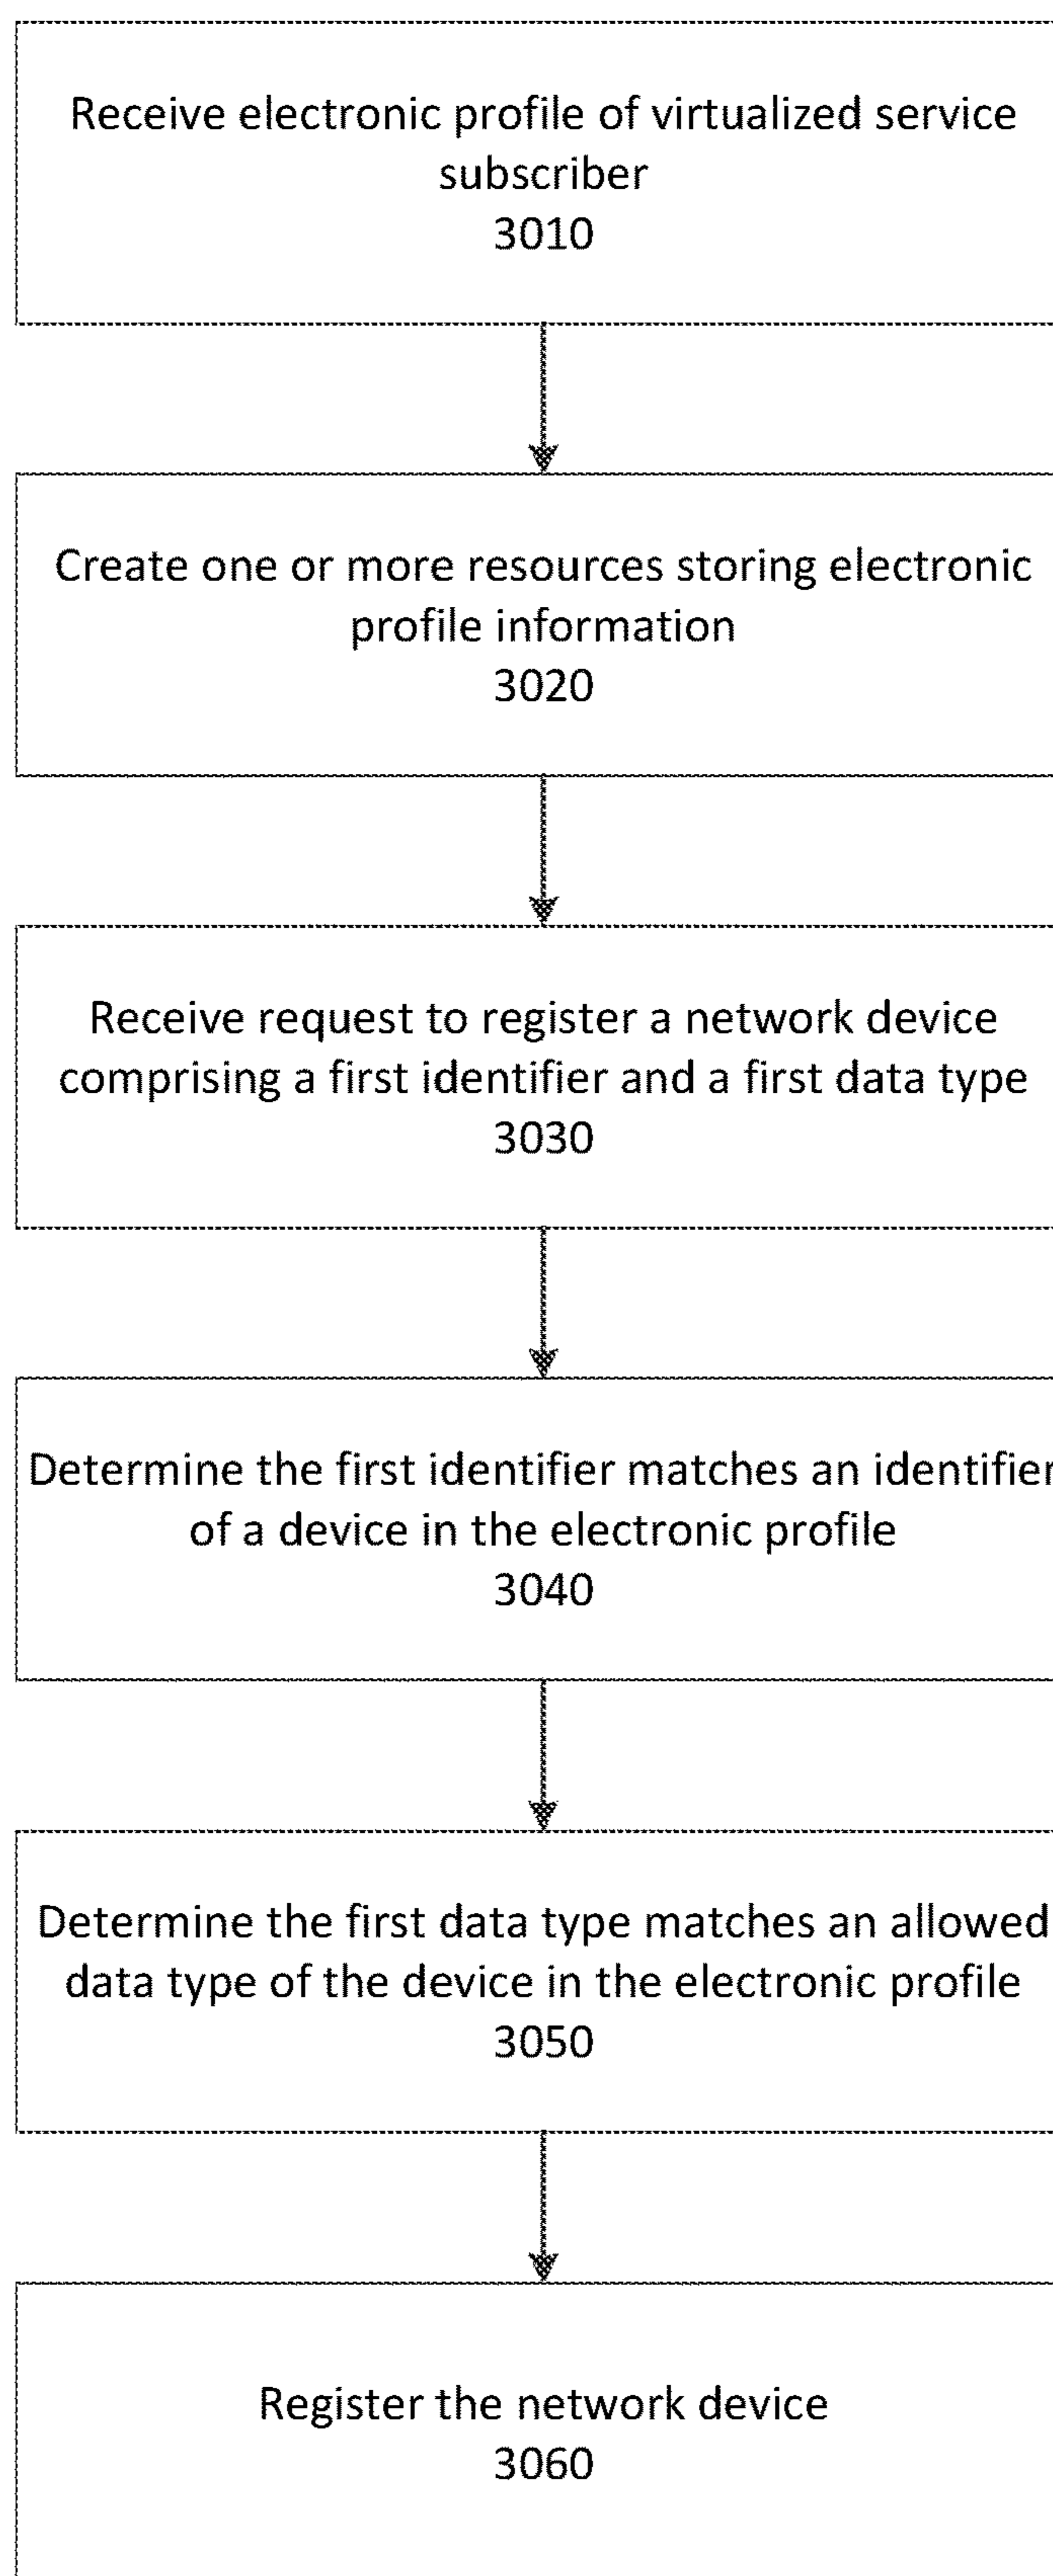 Receive electronic profile of virtualized service
subscriber
3010
Create one or more resources storing electronic
profile information
3020
Receive request to register a network device
comprising a first identifier and a first data type
3030
Determine the first identifier matches an identifier
of a device in the electronic profile
3040
Determine the first data type matches an allowed
data type of the device in the electronic profile
3050
Register the network device
3060